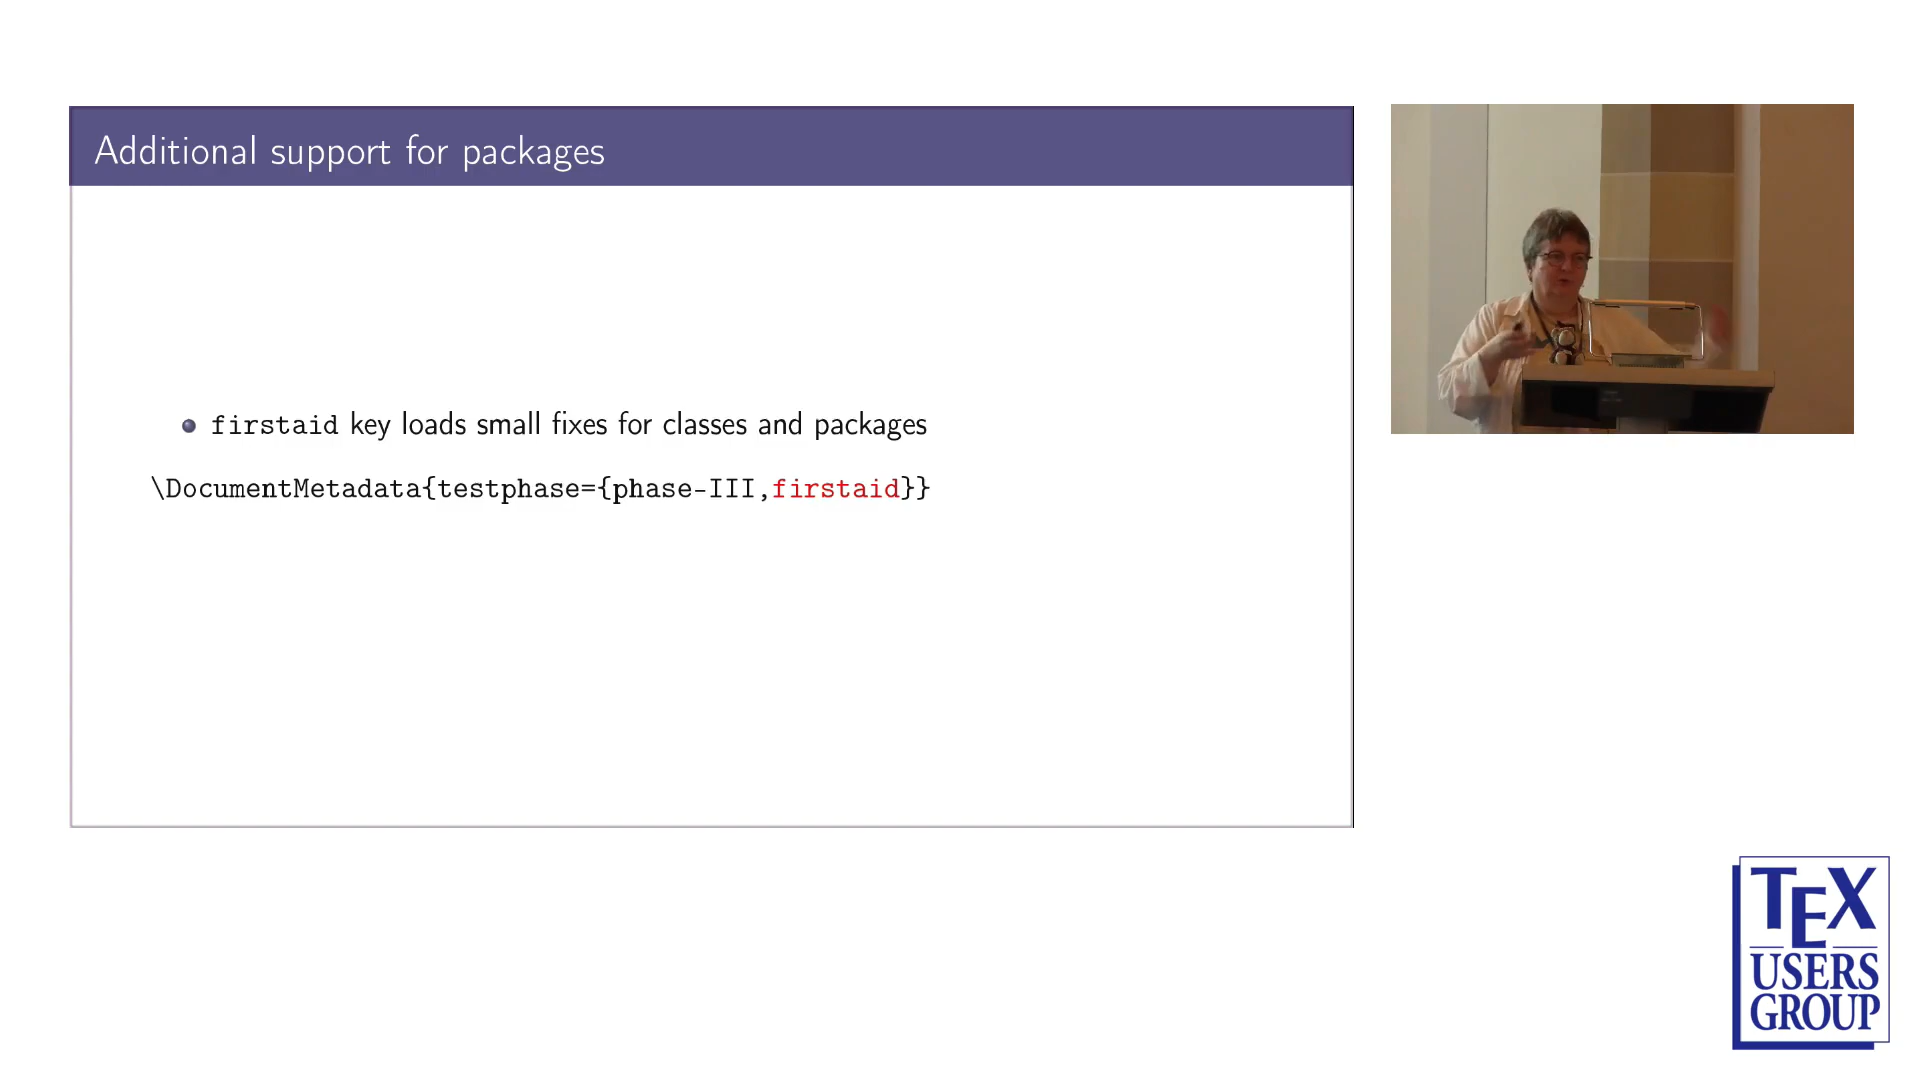 Additional support for packages
firstaid key loads small fixes for classes and packages
\DocumentMetadata{testphase={phase-III,firstaid}}
TEX
USERS
GROUP